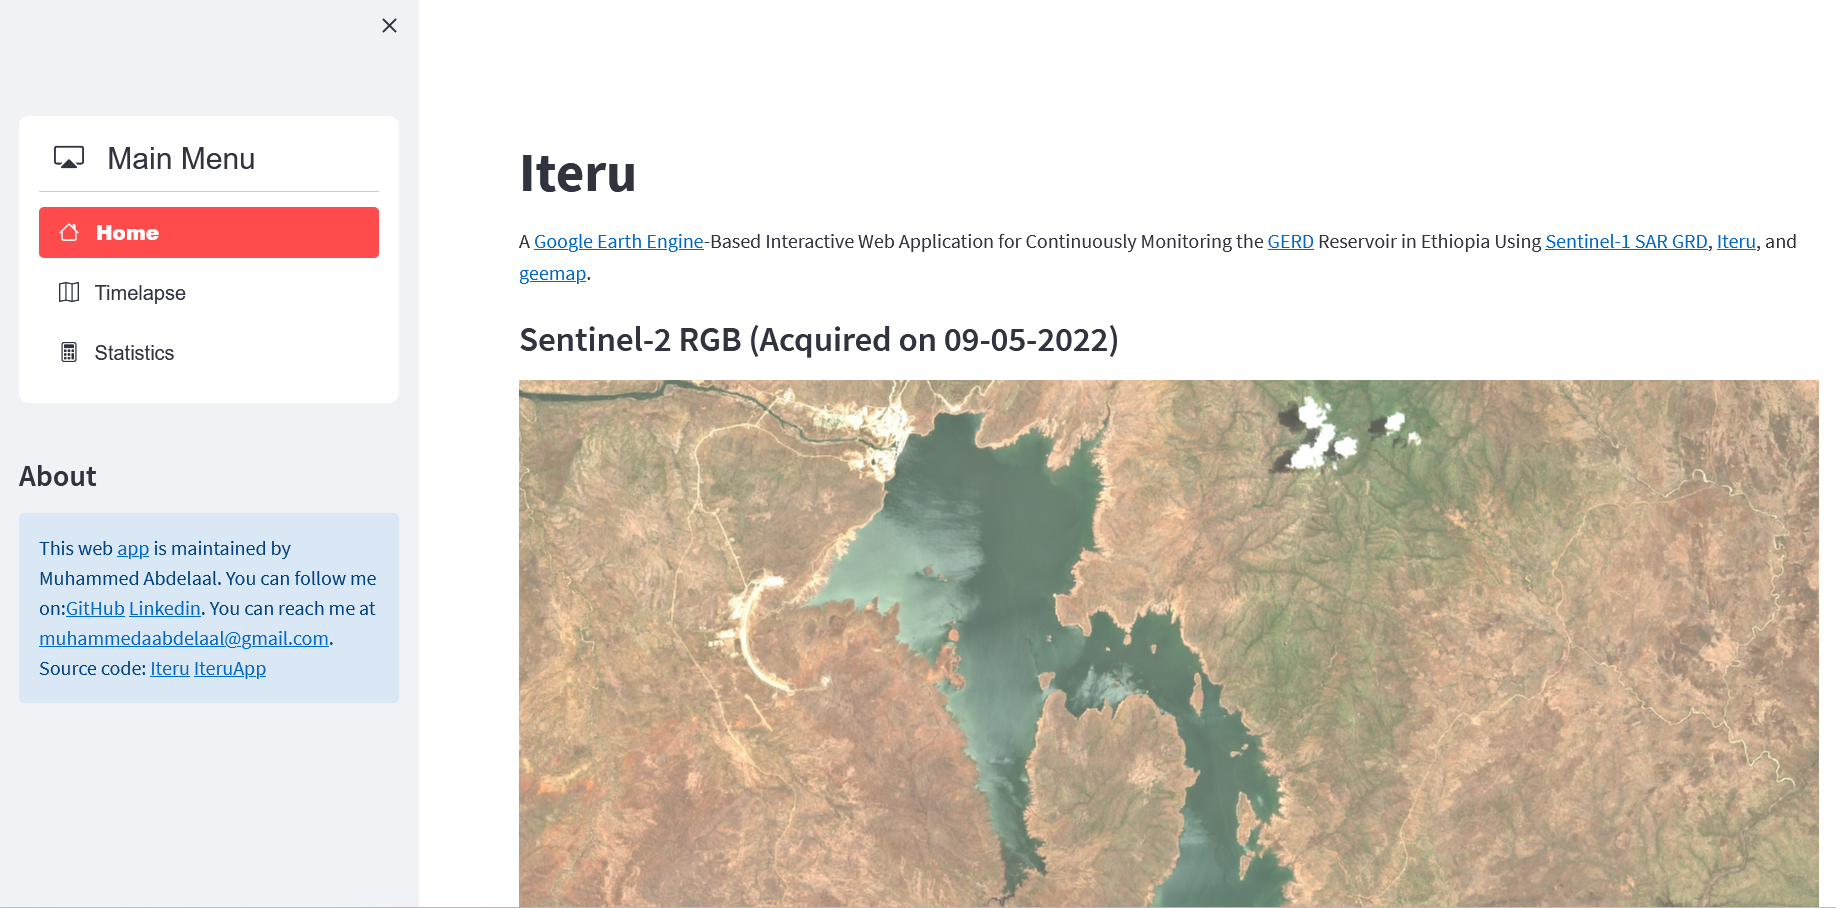 Main Menu
Home
Timelapse
Statistics
About
This web app is maintained by
Muhammed Abdelaal. You can follow me
on:GitHub Linkedin. You can reach me at
muhammedaabdelaal@gmail.com.
Source code: Iteru IteruApp
Iteru
A Google Earth Engine-Based Interactive Web Application for Continuously Monitoring the GERD Reservoir in Ethiopia Using Sentinel-1 SAR GRD, Iteru, and
geemap.
Sentinel-2 RGB (Acquired on 09-05-2022)